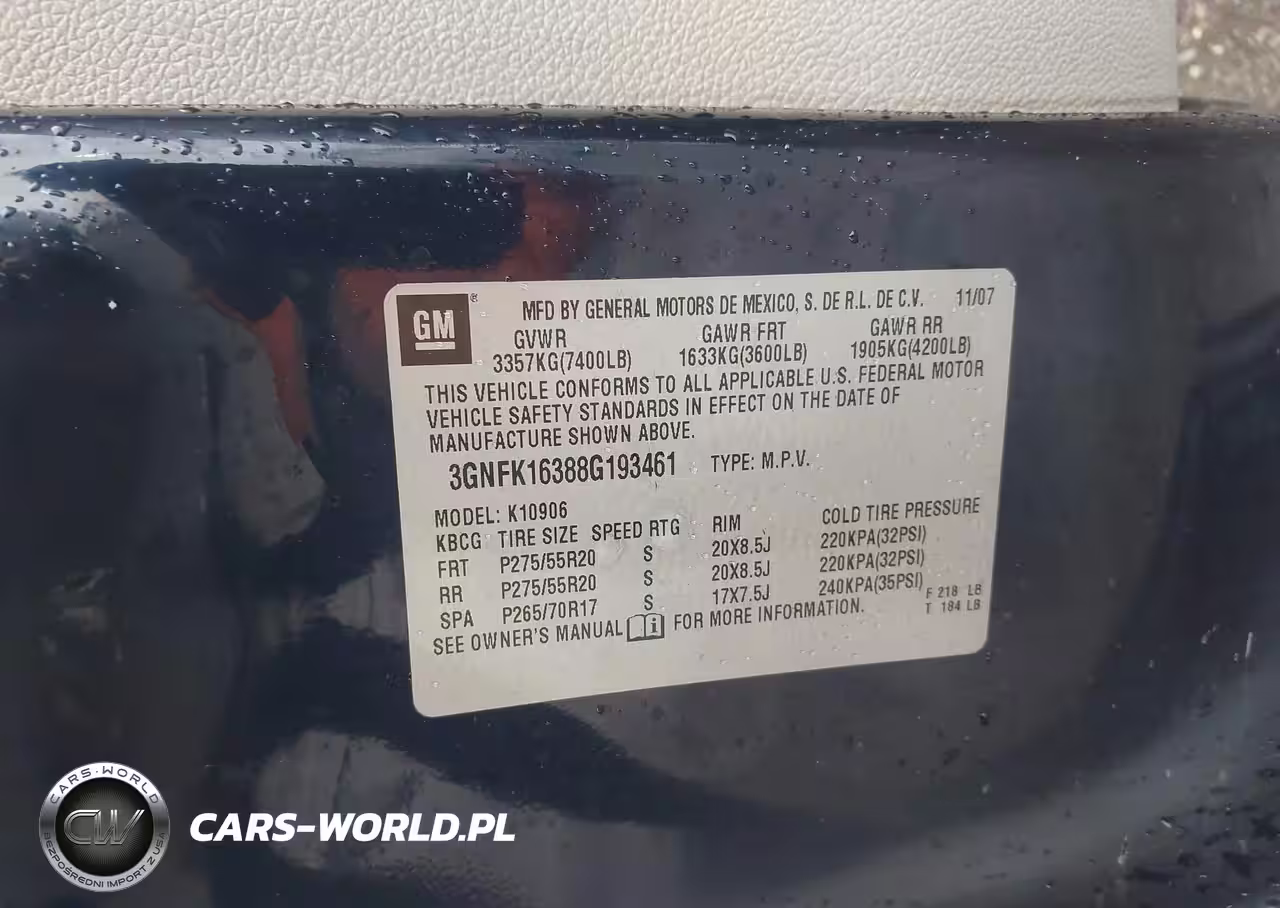 GM ® MFD BY GENERAL MOTORS DE MEXICO, S. DE R.L. DE C.V. 11/07
GVWR GAWR FRT GAWR RR
3357KG(7400LB) 1633KG(3600LB) 1905KG(4200LB)
THIS VEHICLE CONFORMS TO ALL APPLICABLE U.S. FEDERAL MOTOR
VEHICLE SAFETY STANDARDS IN EFFECT ON THE DATE OF
MANUFACTURE SHOWN ABOVE.
3GNFK16388G193461 TYPE: M.P.V.
MODEL: K10906
KBCG TIRE SIZE SPEED RTG RIM COLD TIRE PRESSURE
FRT P275/55R20 S 20X8.5J 220KPA(32PSI)
RR P275/55R20 S 20X8.5J 220KPA(32PSI)
SPA P265/70R17 S 17X7.5J 240KPA(35PSI) F 218 LB
T 184 LB
SEE OWNER'S MANUAL FOR MORE INFORMATION.
CARS-WORLD
CW
BEZPOŚREDNI IMPORT Z USA
CARS-WORLD.PL